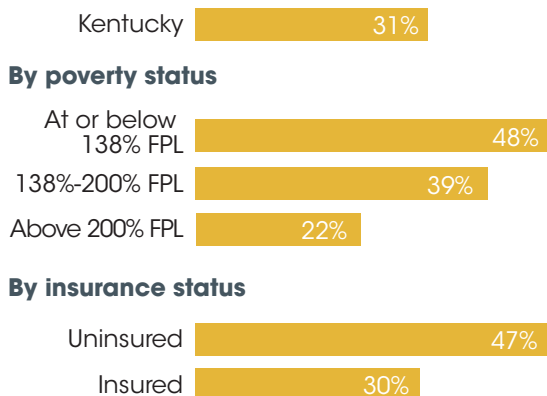 Kentucky 31%
By poverty status
At or below
138% FPL 48%
138%-200% FPL 39%
Above 200% FPL 22%
By insurance status
Uninsured 47%
Insured 30%